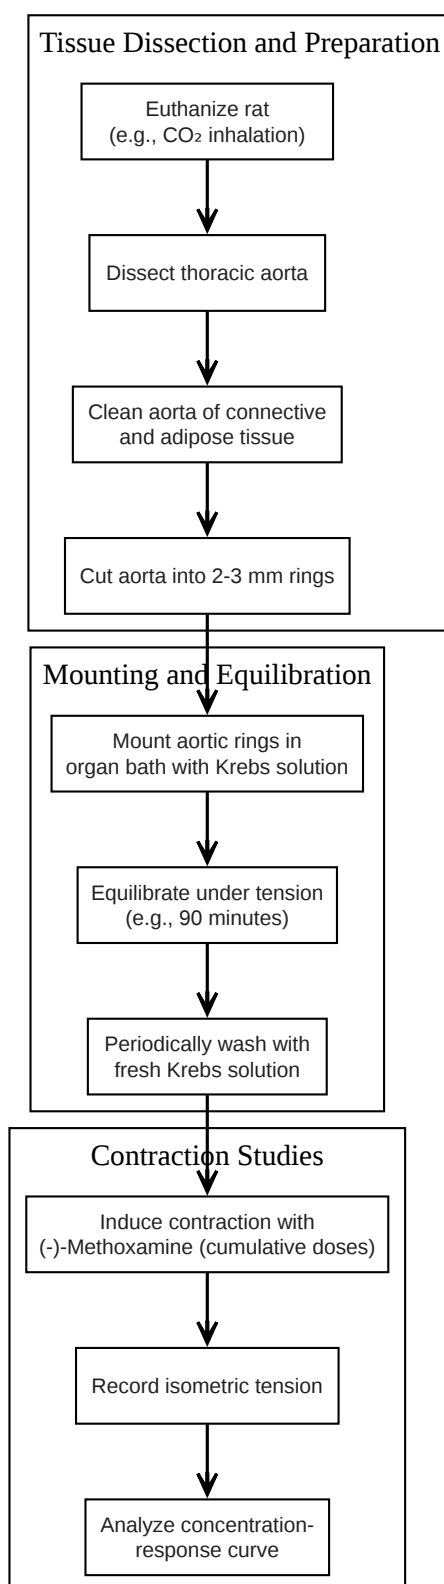 Tissue Dissection and Preparation
Euthanize rat
(e.g., CO₂ inhalation)
Dissect thoracic aorta
Clean aorta of connective
and adipose tissue
Cut aorta into 2-3 mm rings
Mounting and Equilibration
Mount aortic rings in
organ bath with Krebs solution
Equilibrate under tension
(e.g., 90 minutes)
Periodically wash with
fresh Krebs solution
Contraction Studies
Induce contraction with
(-)-Methoxamine (cumulative doses)
Record isometric tension
Analyze concentration-
response curve